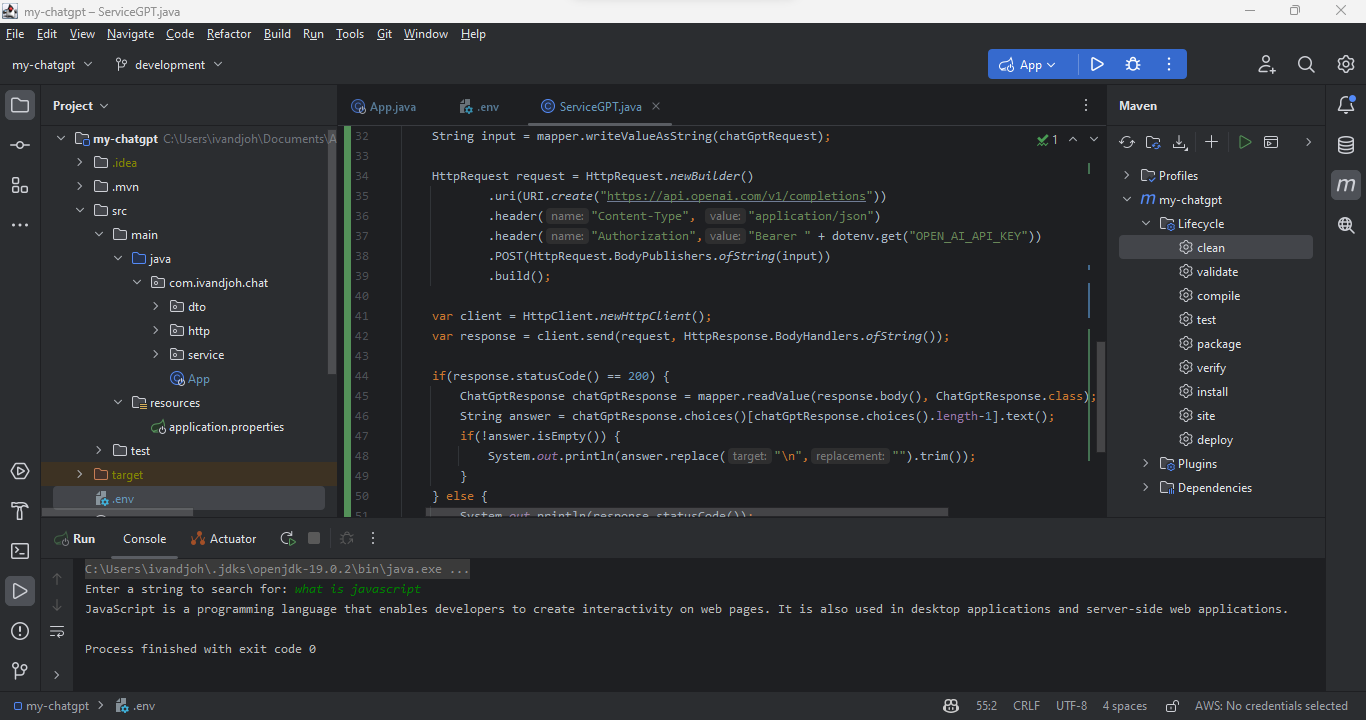 my-chatgpt – ServiceGPT.java
File Edit View Navigate Code Refactor Build Run Tools Git Window Help
my-chatgpt development App
Project
my-chatgpt C:\Users\ivandjoh\Documents\A
.idea
.mvn
src
main
java
com.ivandjoh.chat
dto
http
service
App
resources
application.properties
test
target
.env
App.java .env ServiceGPT.java
1
32 String input = mapper.writeValueAsString(chatGptRequest);
33
34 HttpRequest request = HttpRequest.newBuilder()
35 .uri(URI.create("https://api.openai.com/v1/completions"))
36 .header( name: "Content-Type", value: "application/json")
37 .header( name: "Authorization", value: "Bearer " + dotenv.get("OPEN_AI_API_KEY"))
38 .POST(HttpRequest.BodyPublishers.ofString(input))
39 .build();
40
41 var client = HttpClient.newHttpClient();
42 var response = client.send(request, HttpResponse.BodyHandlers.ofString());
43
44 if(response.statusCode() == 200) {
45 ChatGptResponse chatGptResponse = mapper.readValue(response.body(), ChatGptResponse.class);
46 String answer = chatGptResponse.choices()[chatGptResponse.choices().length-1].text();
47 if(!answer.isEmpty()) {
48 System.out.println(answer.replace( target: "\n", replacement: "").trim());
49 }
50 } else {
51 System.out.println(response.statusCode());
Maven
Profiles
my-chatgpt
Lifecycle
clean
validate
compile
test
package
verify
install
site
deploy
Plugins
Dependencies
Run Console Actuator
C:\Users\ivandjoh\.jdks\openjdk-19.0.2\bin\java.exe ...
Enter a string to search for: what is javascript
JavaScript is a programming language that enables developers to create interactivity on web pages. It is also used in desktop applications and server-side web applications.
Process finished with exit code 0
my-chatgpt .env 55:2 CRLF UTF-8 4 spaces AWS: No credentials selected